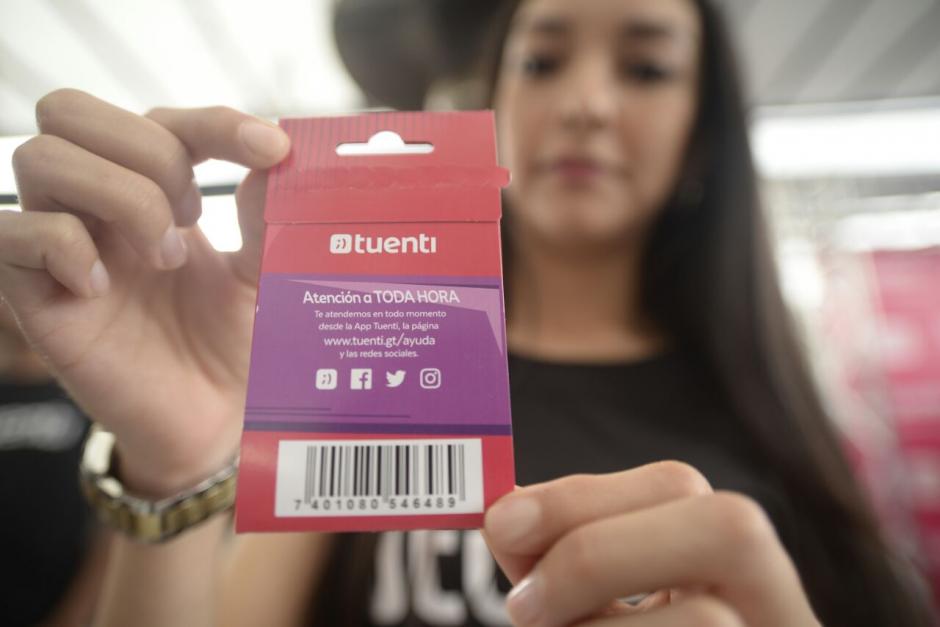 tuenti
Atención a TODA HORA
Te atendemos en todo momento
desde la App Tuenti, la página
www.tuenti.gt/ayuda
y las redes sociales.
7 401080 546489